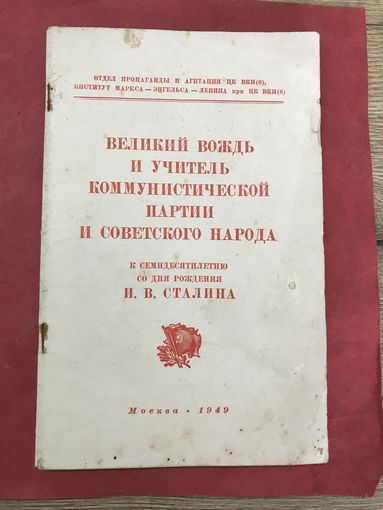 ОТДЕЛ ПРОПАГАНДЫ И АГИТАЦИИ ЦК ВКП(б),
ИНСТИТУТ МАРКСА — ЭНГЕЛЬСА — ЛЕНИНА при ЦК ВКП(б)
ВЕЛИКИЙ ВОЖДЬ
И УЧИТЕЛЬ
КОММУНИСТИЧЕСКОЙ
ПАРТИИ
И СОВЕТСКОГО НАРОДА
К СЕМИДЕСЯТИЛЕТИЮ
СО ДНЯ РОЖДЕНИЯ
И. В. СТАЛИНА
Москва · 1949